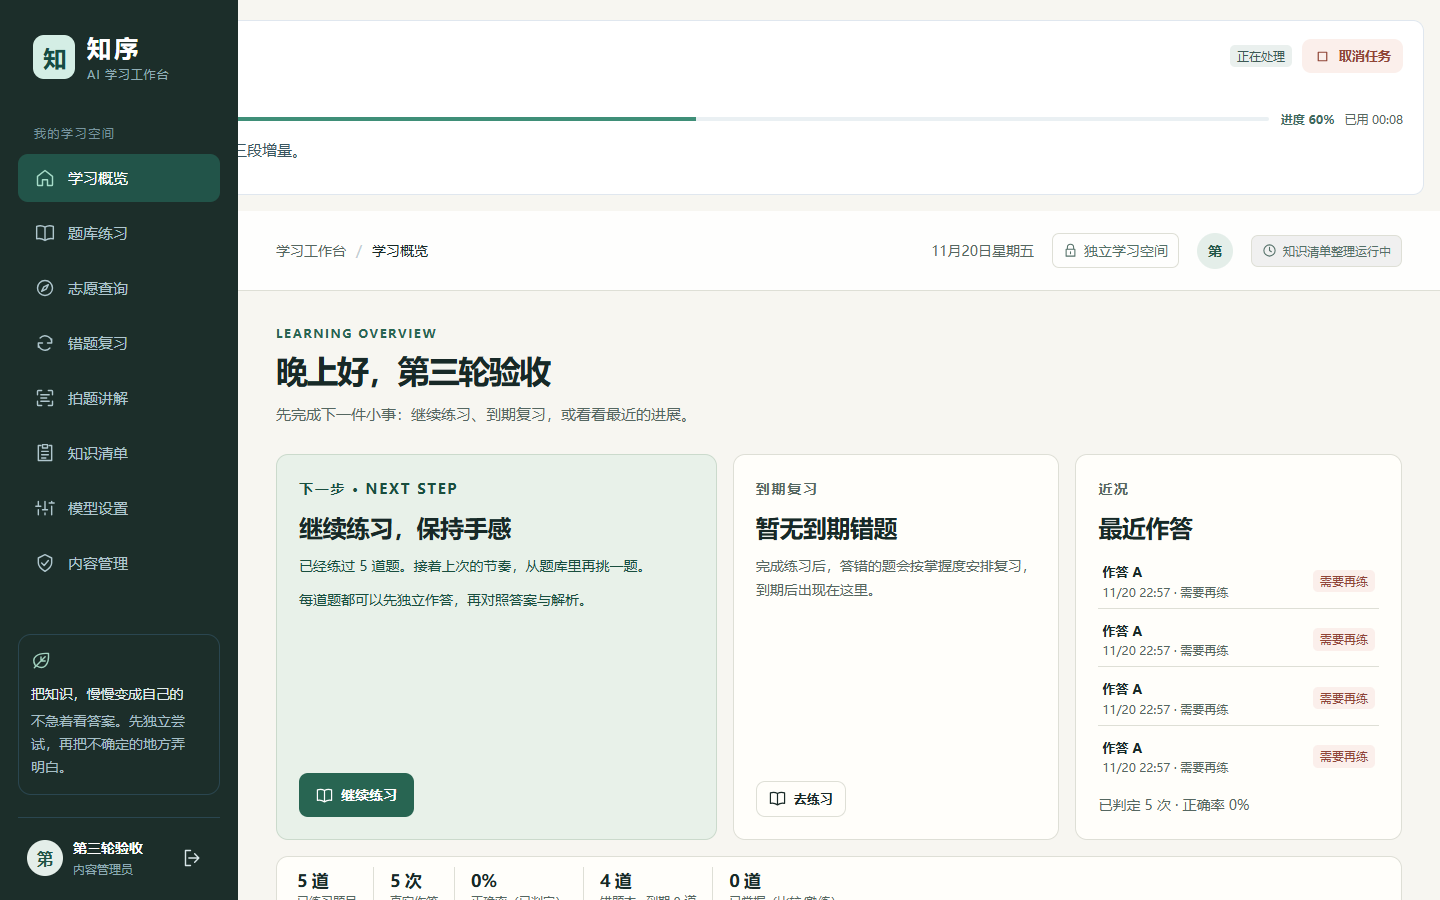 知
知序
AI 学习工作台
我的学习空间
学习概览
题库练习
志愿查询
错题复习
拍题讲解
知识清单
模型设置
内容管理
把知识，慢慢变成自己的
不急着看答案。先独立尝
试，再把不确定的地方弄
明白。
第
第三轮验收
内容管理员
正在处理
取消任务
进度 60% 已用 00:08
三段增量。
学习工作台 / 学习概览
11月20日星期五
独立学习空间
第
知识清单整理运行中
LEARNING OVERVIEW
晚上好，第三轮验收
先完成下一件小事：继续练习、到期复习，或看看最近的进展。
下一步 • NEXT STEP
继续练习，保持手感
已经练过 5 道题。接着上次的节奏，从题库里再挑一题。
每道题都可以先独立作答，再对照答案与解析。
继续练习
到期复习
暂无到期错题
完成练习后，答错的题会按掌握度安排复习，
到期后出现在这里。
去练习
近况
最近作答
作答 A
11/20 22:57 · 需要再练
需要再练
作答 A
11/20 22:57 · 需要再练
需要再练
作答 A
11/20 22:57 · 需要再练
需要再练
作答 A
11/20 22:57 · 需要再练
需要再练
已判定 5 次 · 正确率 0%
5 道
5 次
0%
4 道
0 道